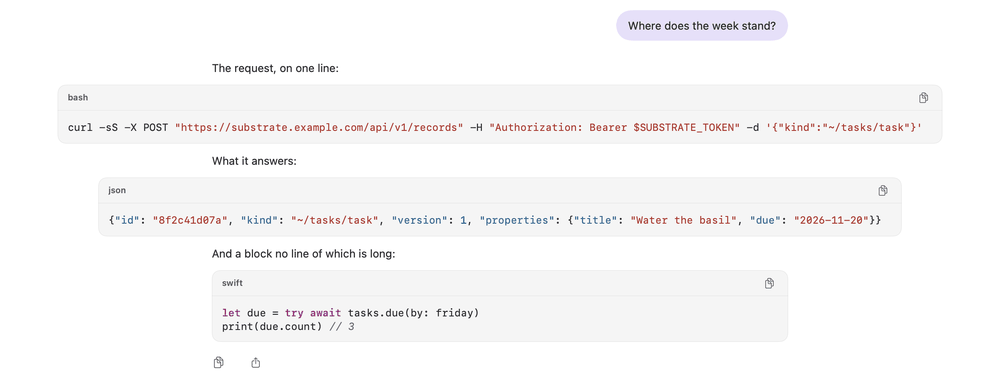 Where does the week stand?
The request, on one line:
bash
curl -sS -X POST "https://substrate.example.com/api/v1/records" -H "Authorization: Bearer $SUBSTRATE_TOKEN" -d '{"kind":"~/tasks/task"}'
What it answers:
json
{"id": "8f2c41d07a", "kind": "~/tasks/task", "version": 1, "properties": {"title": "Water the basil", "due": "2026-11-20"}}
And a block no line of which is long:
swift
let due = try await tasks.due(by: friday)
print(due.count) // 3